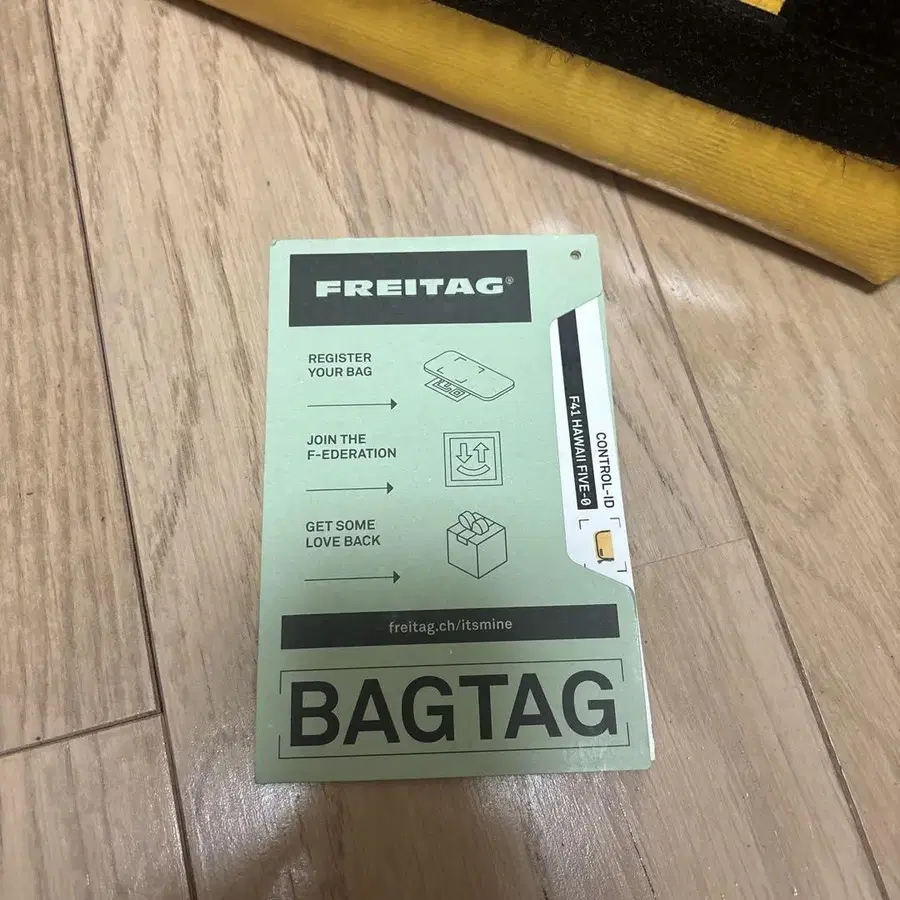 FREITAG®
REGISTER
YOUR BAG
JOIN THE
F-EDERATION
GET SOME
LOVE BACK
CONTROL-ID
F41 HAWAII FIVE-0
freitag.ch/itsmine
BAGTAG